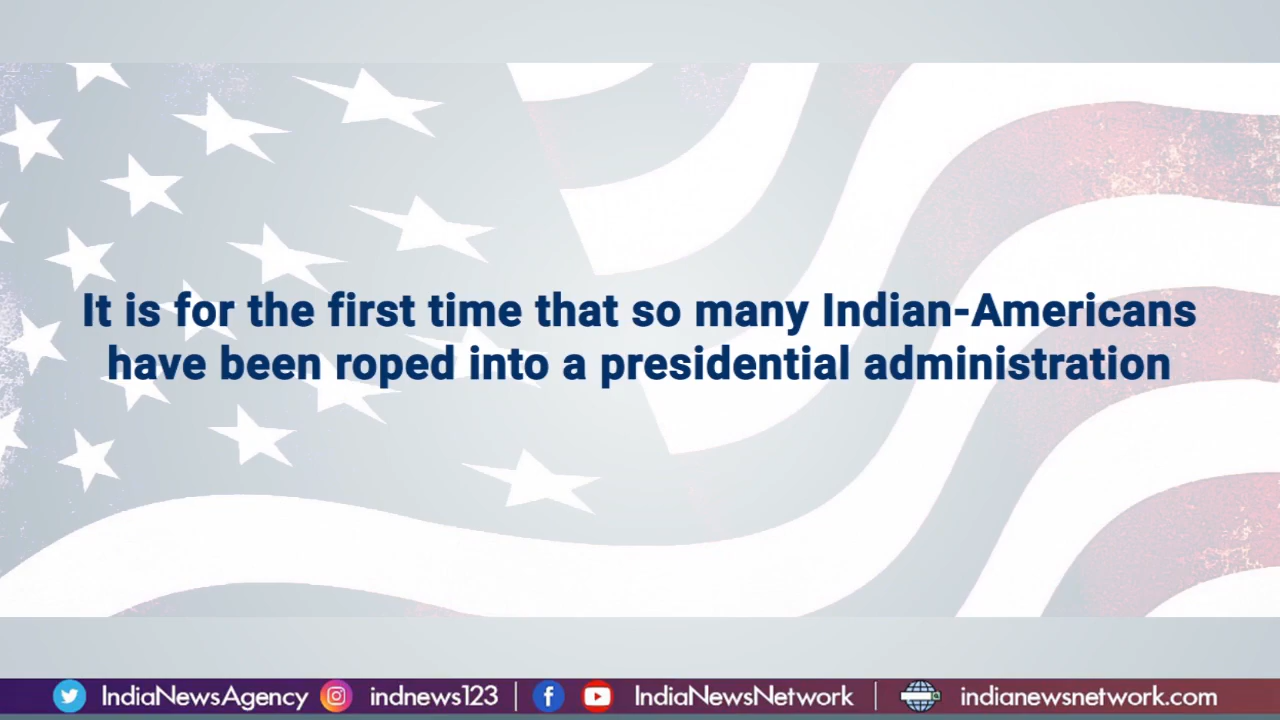 It is for the first time that so many Indian-Americans
have been roped into a presidential administration
IndiaNewsAgency indnews123 | IndiaNewsNetwork | indianewsnetwork.com